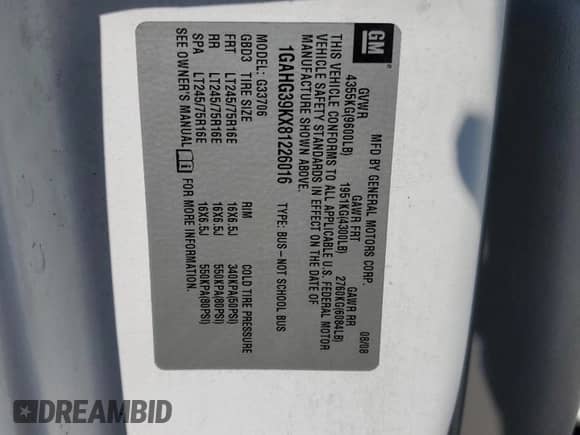 GM
MFD BY GENERAL MOTORS CORP. 08/08
GVWR GAWR FRT GAWR RR
4355KG(9600LB) 1951KG(4300LB) 2760KG(6084LB)
THIS VEHICLE CONFORMS TO ALL APPLICABLE U.S. FEDERAL MOTOR
VEHICLE SAFETY STANDARDS IN EFFECT ON THE DATE OF
MANUFACTURE SHOWN ABOVE.
1GAHG39KX81226016 TYPE: BUS-NOT SCHOOL BUS
MODEL: G33706
GBD3 TIRE SIZE RIM COLD TIRE PRESSURE
FRT LT245/75R16E 16X6.5J 340KPA(50PSI)
RR LT245/75R16E 16X6.5J 550KPA(80PSI)
SPA LT245/75R16E 16X6.5J 550KPA(80PSI)
SEE OWNER'S MANUAL FOR MORE INFORMATION.
DREAMBID